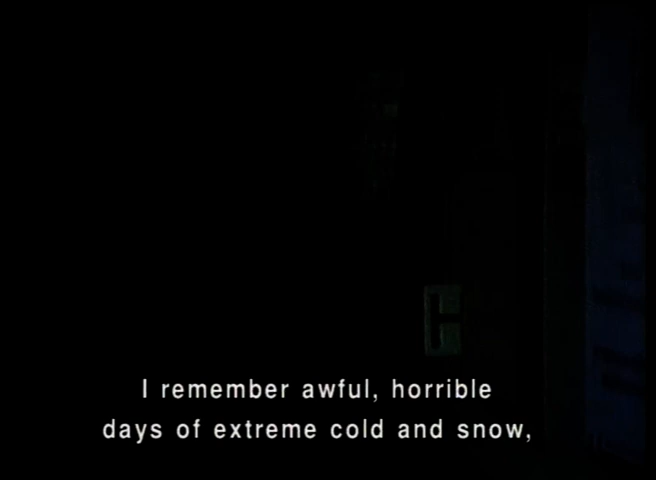 I remember awful, horrible
days of extreme cold and snow,